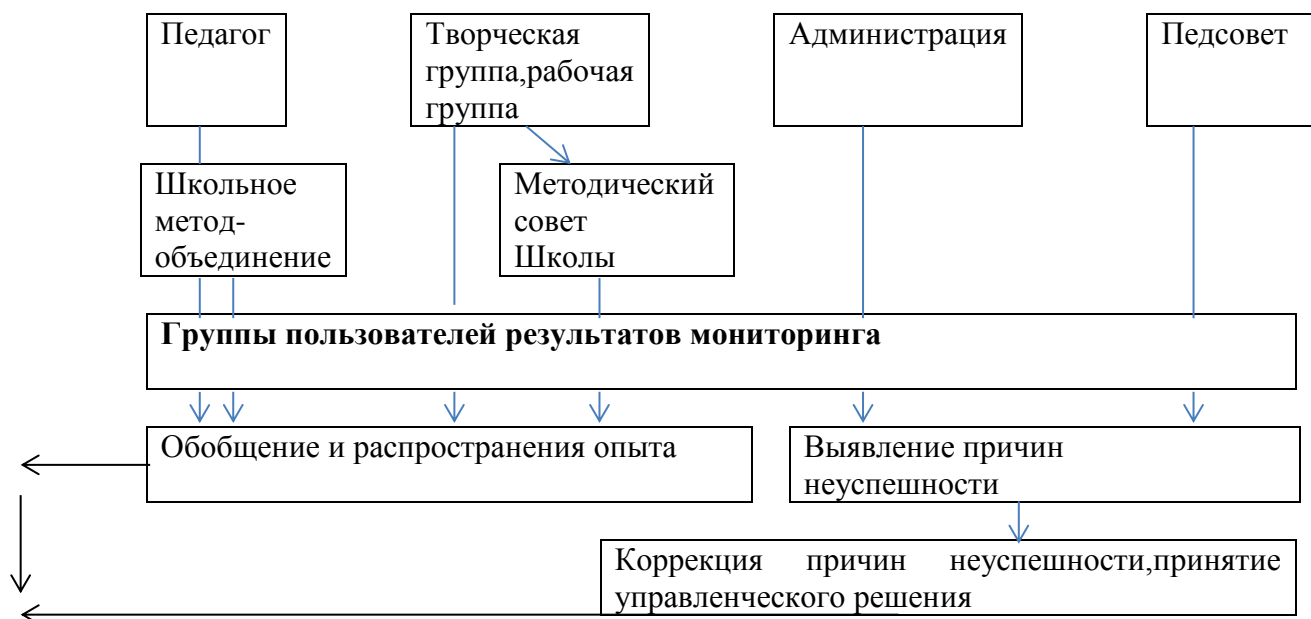 Педагог
Творческая
группа,рабочая
группа
Администрация
Педсовет
Школьное
метод-
объединение
Методический
совет
Школы
Группы пользователей результатов мониторинга
Обобщение и распространения опыта
Выявление причин
неуспешности
Коррекция причин неуспешности,принятие
управленческого решения